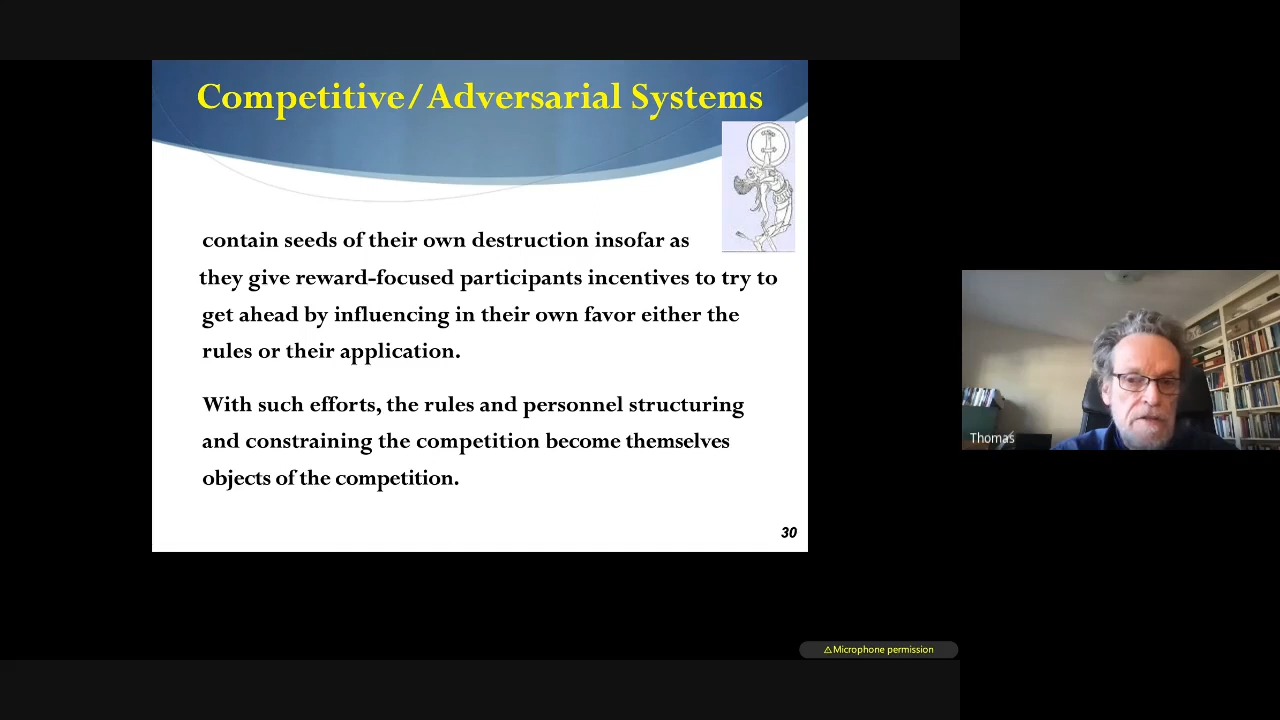 Competitive/Adversarial Systems
contain seeds of their own destruction insofar as
they give reward-focused participants incentives to try to
get ahead by influencing in their own favor either the
rules or their application.
With such efforts, the rules and personnel structuring
and constraining the competition become themselves
objects of the competition.
30
Thomas
⚠Microphone permission